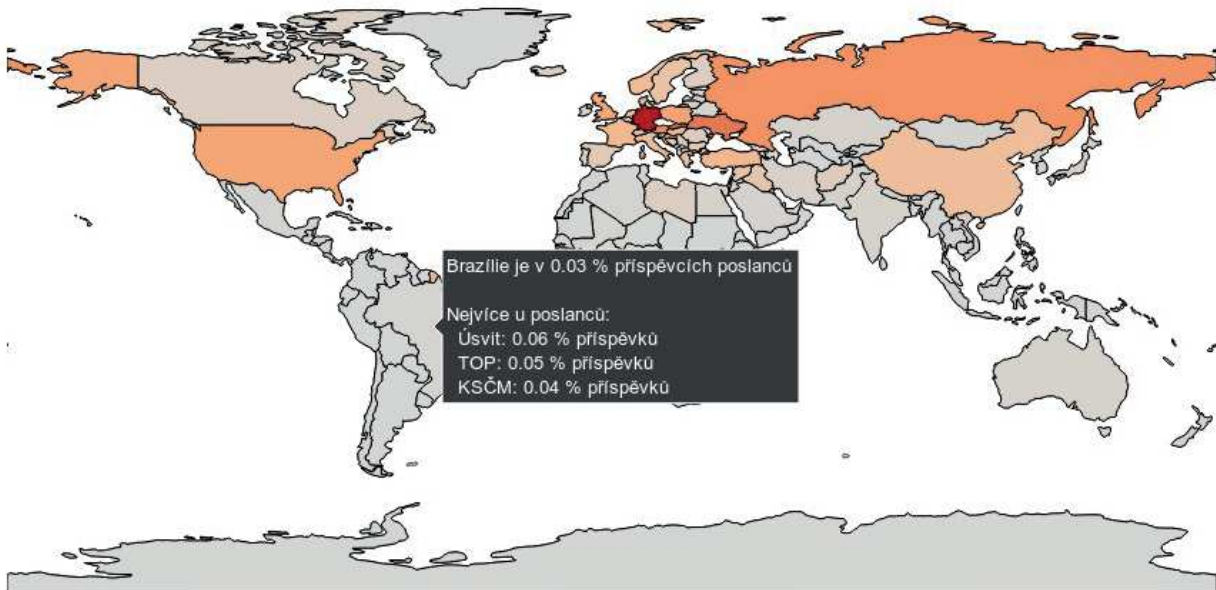 Brazílie je v 0.03 % příspěvcích poslanců
Nejvíce u poslanců:
Úsvit: 0.06 % příspěvků
TOP: 0.05 % příspěvků
KSČM: 0.04 % příspěvků